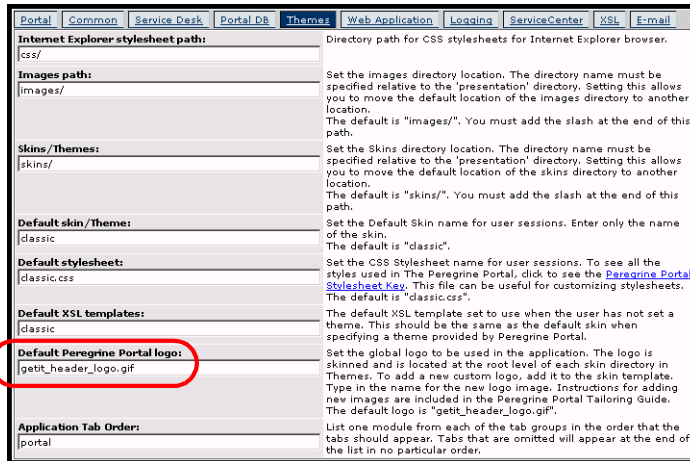 Portal Common Service Desk Portal DB Themes Web Application Logging ServiceCenter XSL E-mail
Internet Explorer stylesheet path:
css/
Directory path for CSS stylesheets for Internet Explorer browser.
Images path:
images/
Set the images directory location. The directory name must be
specified relative to the 'presentation' directory. Setting this allows
you to move the default location of the images directory to another
location.
The default is "images/". You must add the slash at the end of this
path.
Skins/Themes:
skins/
Set the Skins directory location. The directory name must be
specified relative to the 'presentation' directory. Setting this allows
you to move the default location of the skins directory to another
location.
The default is "skins/". You must add the slash at the end of this
path.
Default skin/Theme:
classic
Set the Default Skin name for user sessions. Enter only the name
of the skin.
The default is "classic".
Default stylesheet:
classic.css
Set the CSS Stylesheet name for user sessions. To see all the
styles used in The Peregrine Portal, click to see the Peregrine Portal
Stylesheet Key. This file can be useful for customizing stylesheets.
The default is "classic.css".
Default XSL templates:
classic
The default XSL template set to use when the user has not set a
theme. This should be the same as the default skin when
specifying a theme provided by Peregrine Portal.
Default Peregrine Portal logo:
getit_header_logo.gif
Set the global logo to be used in the application. The logo is
skinned and is located at the root level of each skin directory in
Themes. To add a new custom logo, add it to the skin template.
Type in the name for the new logo image. Instructions for adding
new images are included in the Peregrine Portal Tailoring Guide.
The default logo is "getit_header_logo.gif".
Application Tab Order:
portal
List one module from each of the tab groups in the order that the
tabs should appear. Tabs that are omitted will appear at the end of
the list in no particular order.